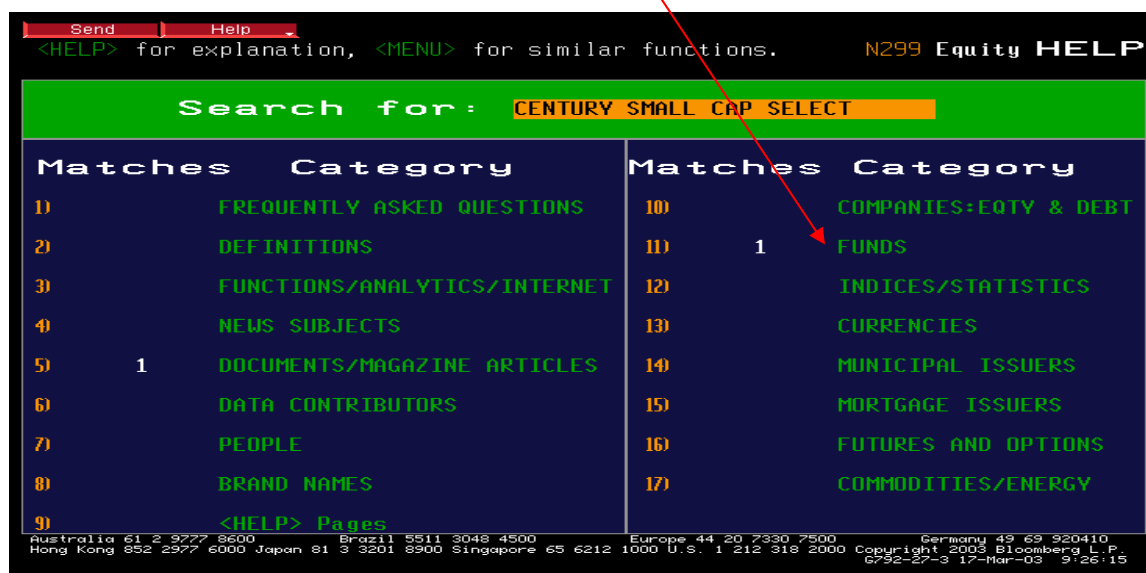 Send Help
<HELP> for explanation, <MENU> for similar functions. N299 Equity HELP
Search for: CENTURY SMALL CAP SELECT
Matches Category
1) FREQUENTLY ASKED QUESTIONS
2) DEFINITIONS
3) FUNCTIONS/ANALYTICS/INTERNET
4) NEWS SUBJECTS
5) 1 DOCUMENTS/MAGAZINE ARTICLES
6) DATA CONTRIBUTORS
7) PEOPLE
8) BRAND NAMES
9) <HELP> Pages
Matches Category
10) COMPANIES:EQTY & DEBT
11) 1 FUNDS
12) INDICES/STATISTICS
13) CURRENCIES
14) MUNICIPAL ISSUERS
15) MORTGAGE ISSUERS
16) FUTURES AND OPTIONS
17) COMMODITIES/ENERGY
Australia 61 2 9777 8600 Brazil 5511 3048 4500 Europe 44 20 7330 7500 Germany 49 69 920410
Hong Kong 852 2977 6000 Japan 81 3 3201 8900 Singapore 65 6212 1000 U.S. 1 212 318 2000 Copyright 2003 Bloomberg L.P.
G792-27-3 17-Mar-03 9:26:15